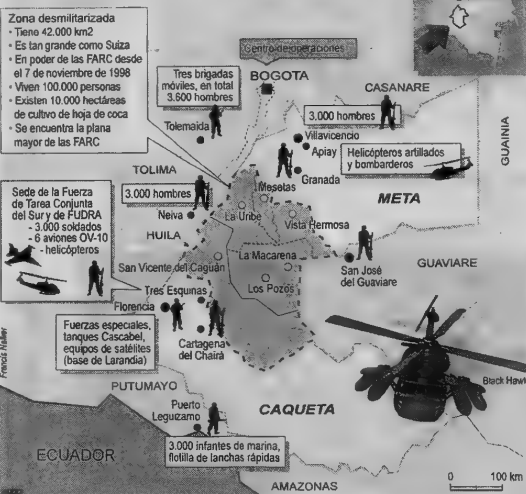 Zona desmilitarizada
- Tieno 42.000 km2
- Es tan grande como Suiza
- En poder de las FARC desde
el 7 de noviembre de 1998
- Viven 100.000 personas
- Existen 10.000 hectáreas
de cultivo de hoja de coca
- Se encuentra la plana
mayor de las FARC
Centro de operaciones
BOGOTA
Tres brigadas
móviles, en total
3.600 hombres
Tolemaida
CASANARE
3.000 hombres
Villavicencio
Apiay
Granada
Helicópteros artillados
y bombarderos
GUAINIA
META
TOLIMA
3.000 hombres
Neiva
Mesetas
La Uribe
Vista Hermosa
HUILA
Sede de la Fuerza
de Tarea Conjunta
del Sur y de FUDRA
- 3.000 soldados
- 6 aviones OV-10
- helicópteros
San Vicente del Caguán
La Macarena
Los Pozos
San José
del Guaviare
GUAVIARE
Tres Esquinas
Florencia
Cartagena
del Chairá
Fuerzas especiales,
tanques Cascabel,
equipos de satélites
(base de Larandia)
Francis Nallier
PUTUMAYO
Puerto
Leguizamo
CAQUETA
Black Hawk
3.000 infantes de marina,
flotilla de lanchas rápidas
ECUADOR
AMAZONAS
0 100 km